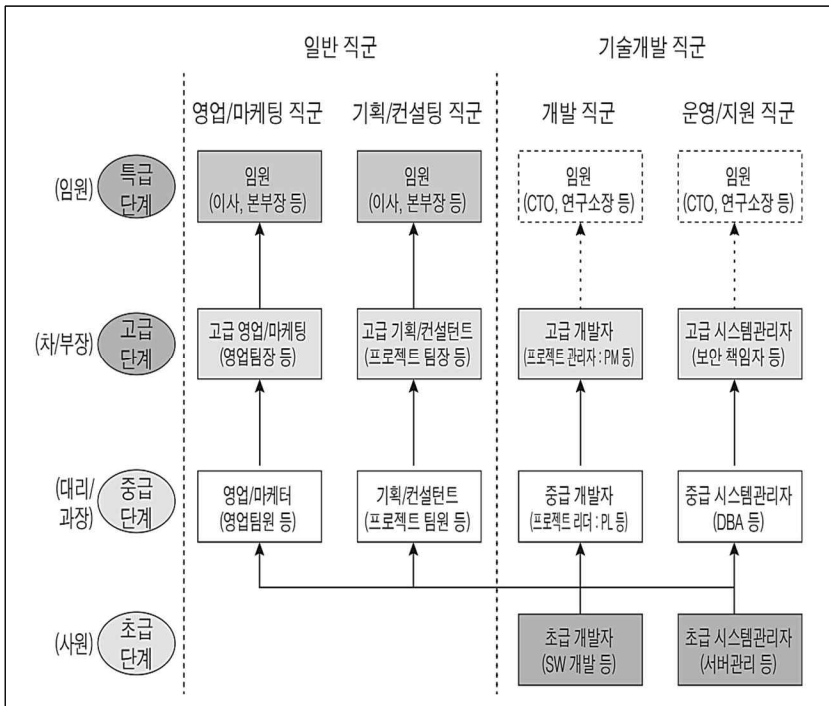 일반 직군
기술개발 직군
영업/마케팅 직군
기획/컨설팅 직군
개발 직군
운영/지원 직군
(임원)
특급
단계
임원
(이사, 본부장 등)
임원
(이사, 본부장 등)
임원
(CTO, 연구소장 등)
임원
(CTO, 연구소장 등)
(차/부장)
고급
단계
고급 영업/마케팅
(영업팀장 등)
고급 기획/컨설턴트
(프로젝트 팀장 등)
고급 개발자
(프로젝트 관리자 : PM 등)
고급 시스템관리자
(보안 책임자 등)
(대리/
과장)
중급
단계
영업/마케터
(영업팀원 등)
기획/컨설턴트
(프로젝트 팀원 등)
중급 개발자
(프로젝트 리더 : PL 등)
중급 시스템관리자
(DBA 등)
(사원)
초급
단계
초급 개발자
(SW 개발 등)
초급 시스템관리자
(서버관리 등)